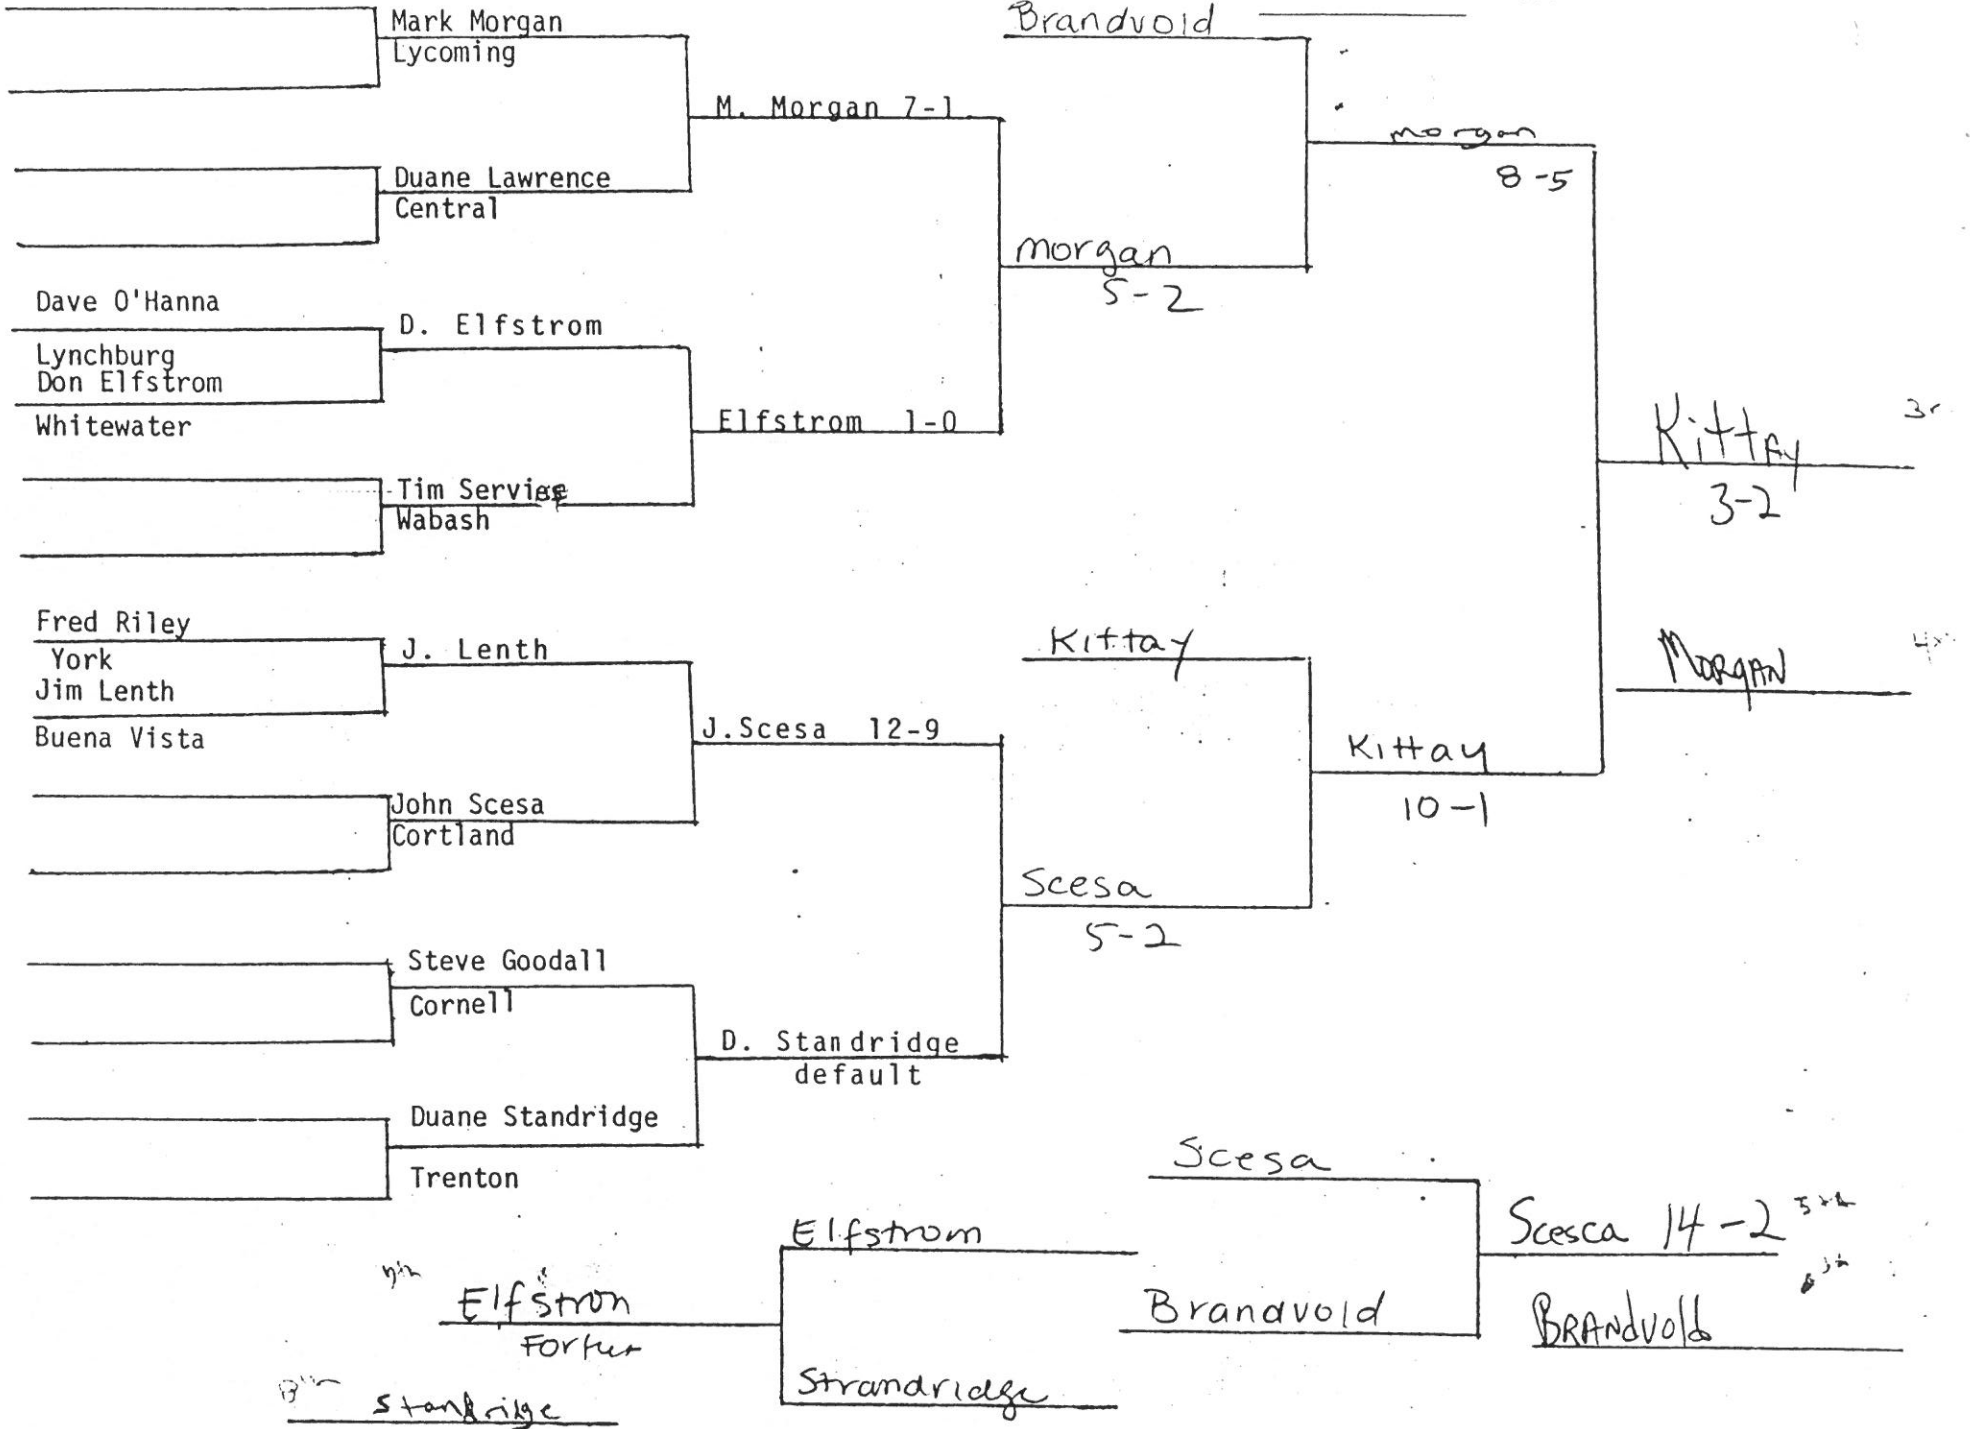 Mark Morgan
Lycoming
M. Morgan 7-1
Duane Lawrence
Central
Dave O'Hanna
Lynchburg
Don Elfstrom
Whitewater
D. Elfstrom
Elfstrom 1-0
Tim Servies
Wabash
Brandvold
morgan
5-2
morgan
8-5
Fred Riley
York
Jim Lenth
Buena Vista
J. Lenth
J.Scesa 12-9
John Scesa
Cortland
Steve Goodall
Cornell
D. Standridge
default
Duane Standridge
Trenton
Kittay
Scesa
5-2
Kittay
10-1
Kittay
3-2
MORGAN
Scesa
Brandvold
Scesca 14-2 5th
BRANdvold
Elfstrom
Strandridge
Elfstron
Standridge